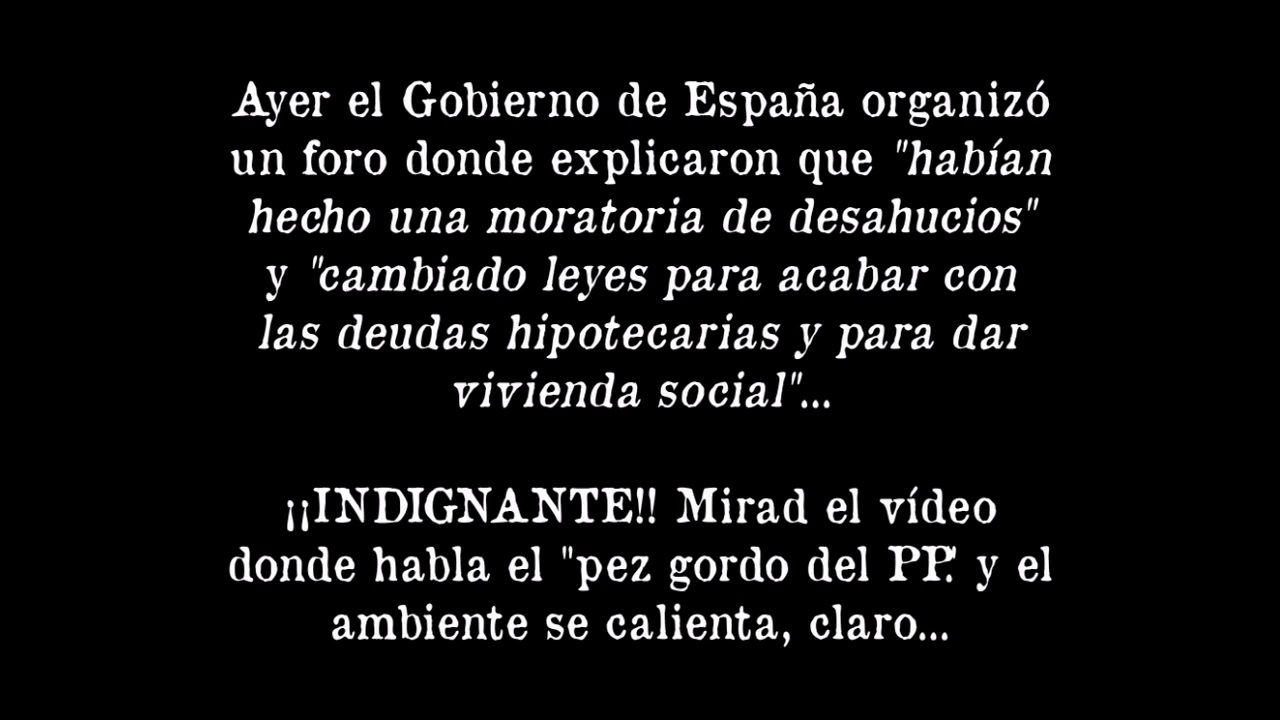 Ayer el Gobierno de España organizó
un foro donde explicaron que "habían
hecho una moratoria de desahucios"
y "cambiado leyes para acabar con
las deudas hipotecarias y para dar
vivienda social"...
¡¡INDIGNANTE!! Mirad el vídeo
donde habla el "pez gordo del PP." y el
ambiente se calienta, claro...